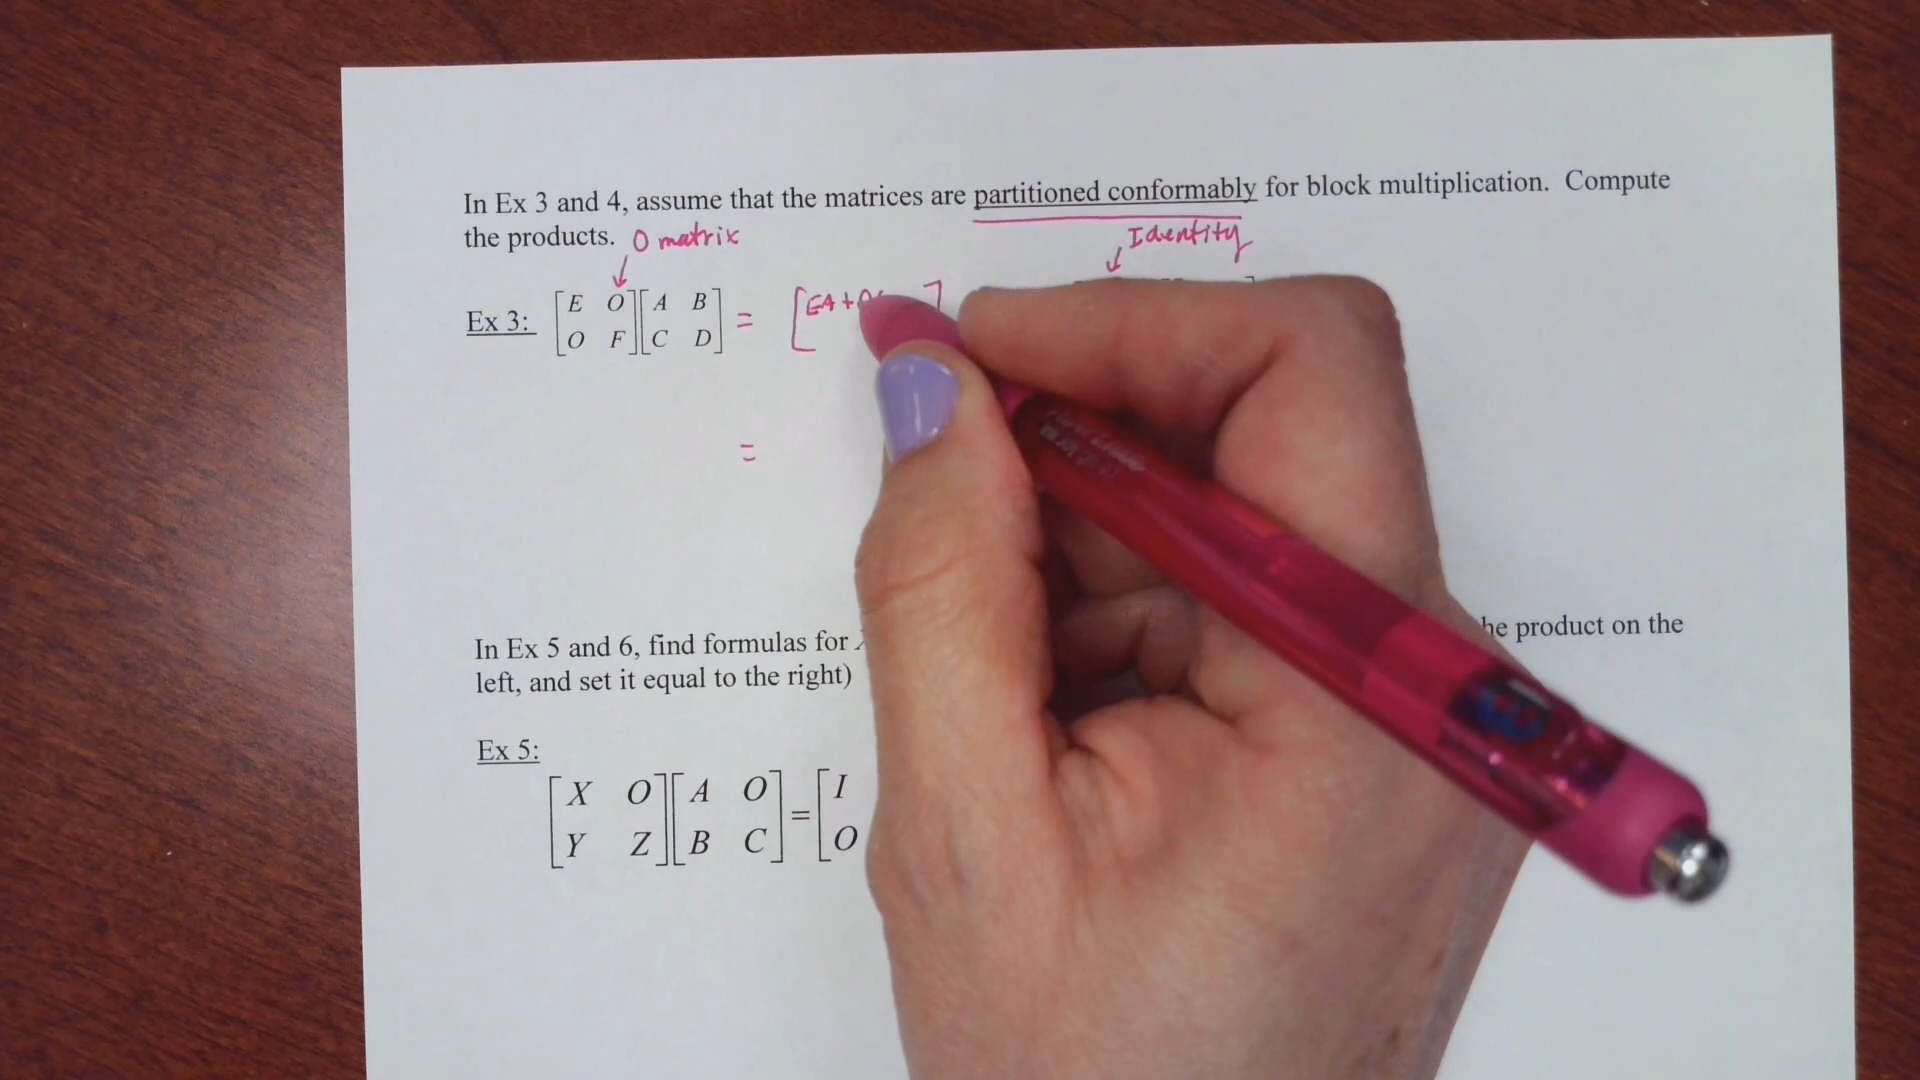 In Ex 3 and 4, assume that the matrices are partitioned conformably for block multiplication. Compute
the products. O matrix
Identity
Ex 3: [E O] [A B] = [EA +
[O F] [C D]
=
In Ex 5 and 6, find formulas for he product on the
left, and set it equal to the right)
Ex 5:
[X O] [A O] = [I
[Y Z] [B C] [O